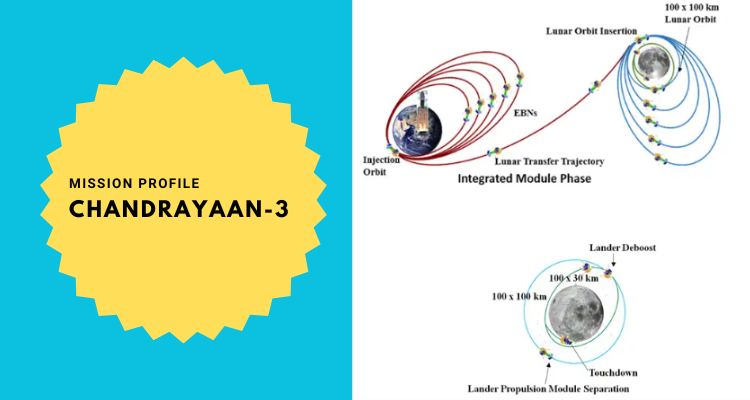 MISSION PROFILE
CHANDRAYAAN-3
100 x 100 km
Lunar Orbit
Lunar Orbit Insertion
EBNs
Injection
Orbit
Lunar Transfer Trajectory
Integrated Module Phase
Lander Deboost
100 x 30 km
100 x 100 km
Touchdown
Lander Propulsion Module Separation